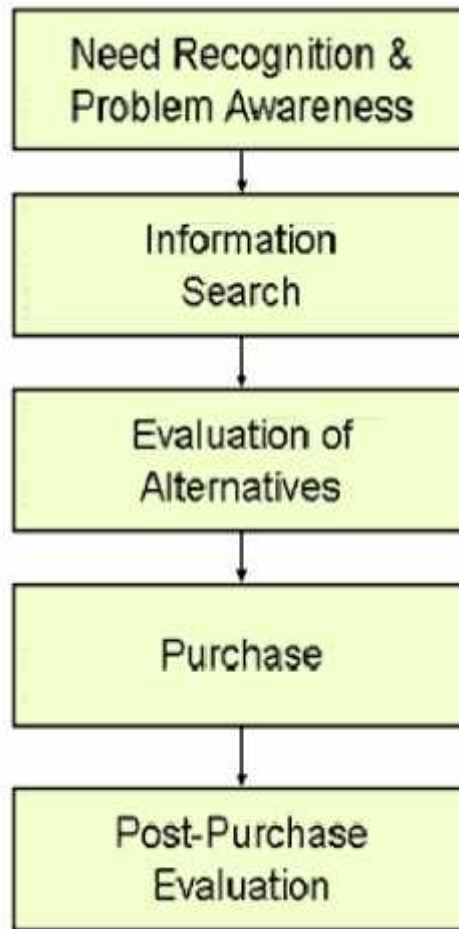 Need Recognition &
Problem Awareness
Information
Search
Evaluation of
Alternatives
Purchase
Post-Purchase
Evaluation